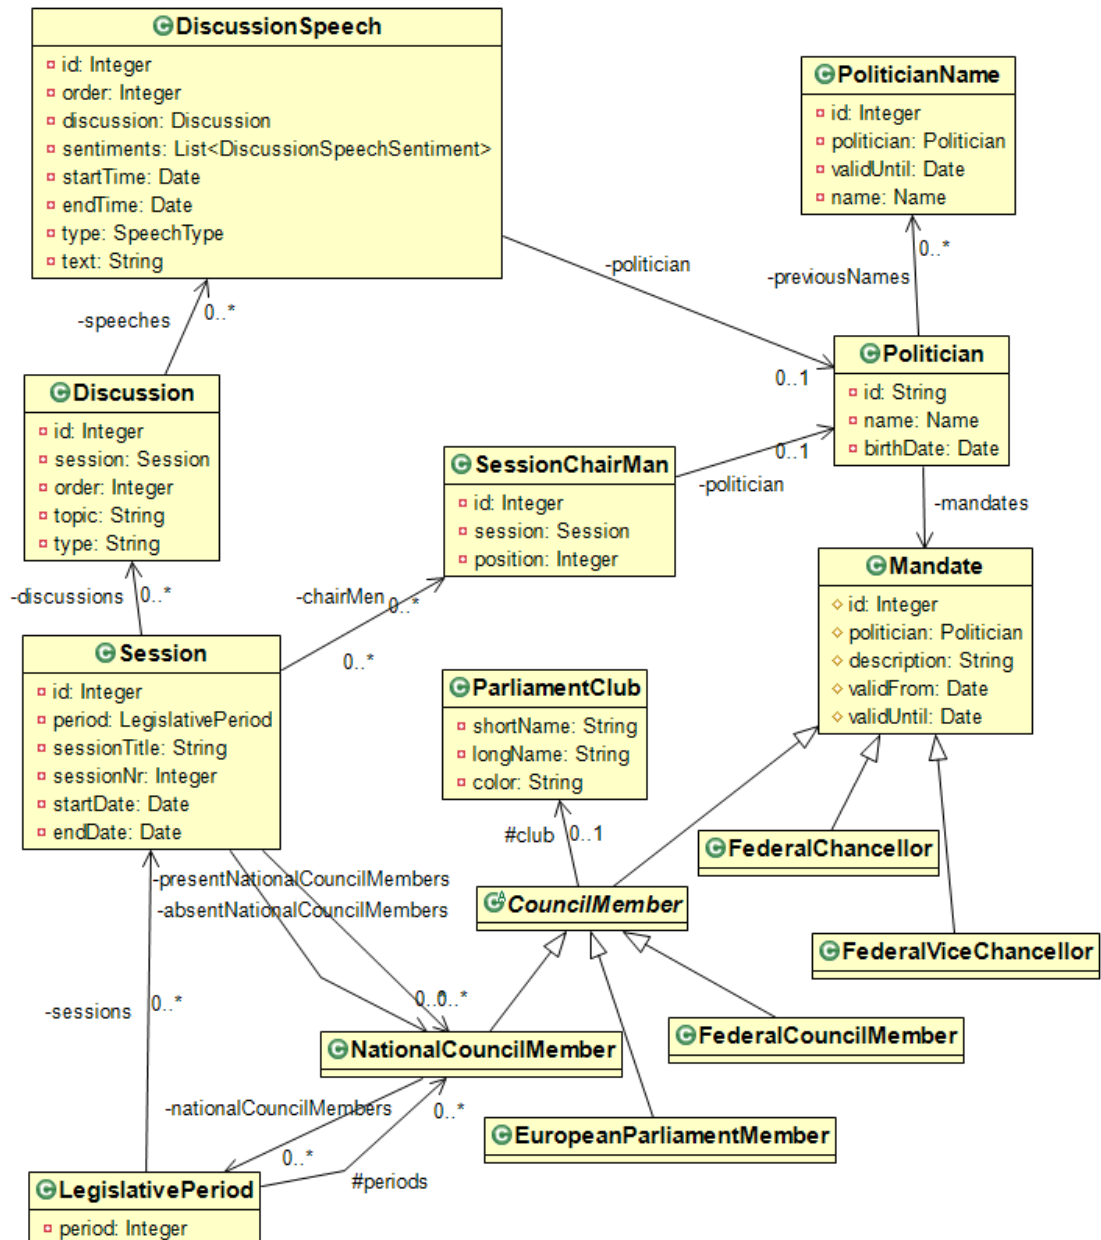 DiscussionSpeech
id: Integer
order: Integer
discussion: Discussion
sentiments: List<DiscussionSpeechSentiment>
startTime: Date
endTime: Date
type: SpeechType
text: String
PoliticianName
id: Integer
politician: Politician
validUntil: Date
name: Name
-politician
0..*
-previousNames
-speeches
0..*
0..1
Politician
id: String
name: Name
birthDate: Date
Discussion
id: Integer
session: Session
order: Integer
topic: String
type: String
SessionChairMan
id: Integer
session: Session
position: Integer
0..1
-politician
-mandates
-discussions
0..*
-chairMen
0..*
0..*
Mandate
id: Integer
politician: Politician
description: String
validFrom: Date
validUntil: Date
Session
id: Integer
period: LegislativePeriod
sessionTitle: String
sessionNr: Integer
startDate: Date
endDate: Date
ParliamentClub
shortName: String
longName: String
color: String
#club
0..1
FederalChancellor
-presentNationalCouncilMembers
-absentNationalCouncilMembers
CouncilMember
FederalViceChancellor
-sessions
0..*
0..*
0..*
NationalCouncilMember
FederalCouncilMember
-nationalCouncilMembers
0..*
EuropeanParliamentMember
0..*
#periods
LegislativePeriod
period: Integer